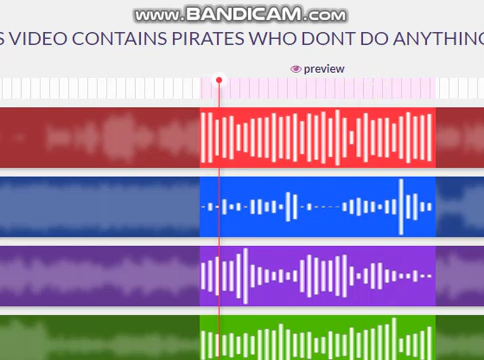 www.BANDICAM.com
S VIDEO CONTAINS PIRATES WHO DONT DO ANYTHING
preview